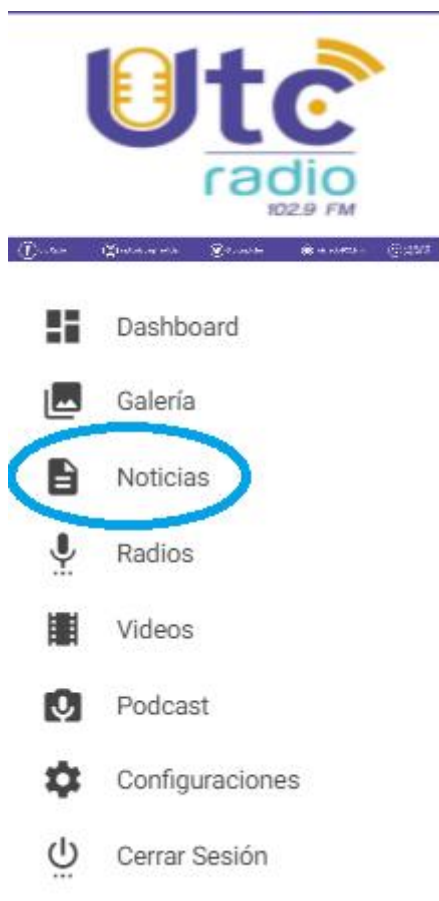 Utc
radio
102.9 FM
Dashboard
Galería
Noticias
Radios
Videos
Podcast
Configuraciones
Cerrar Sesión